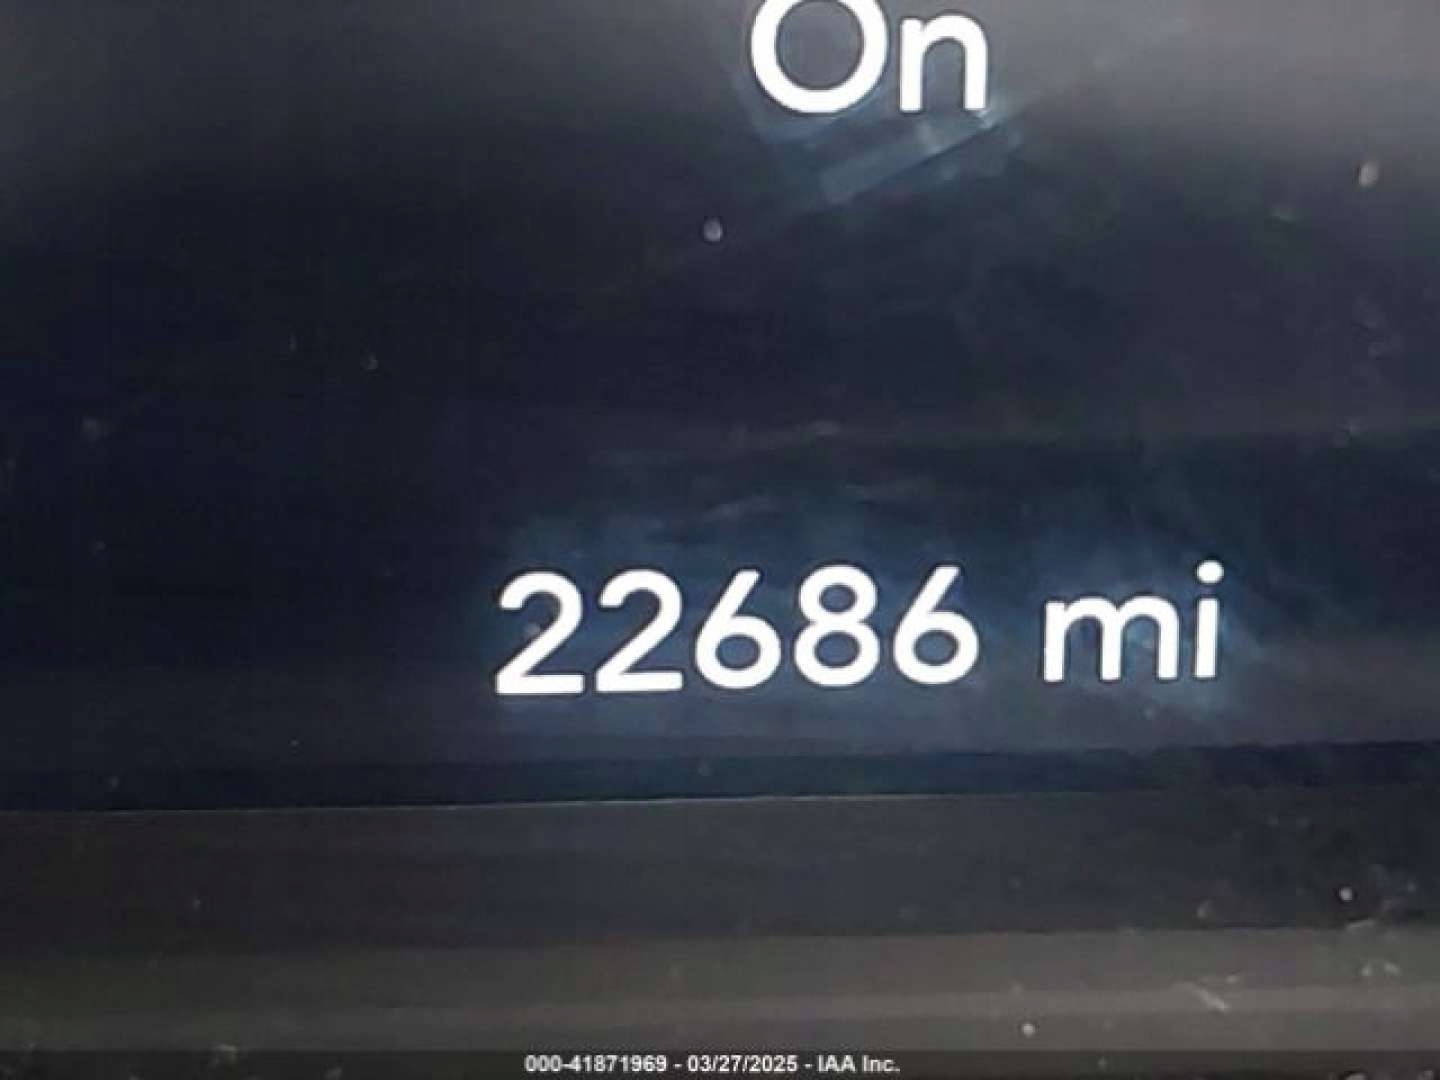 On
22686 mi
000-41871969 - 03/27/2025 - IAA Inc.